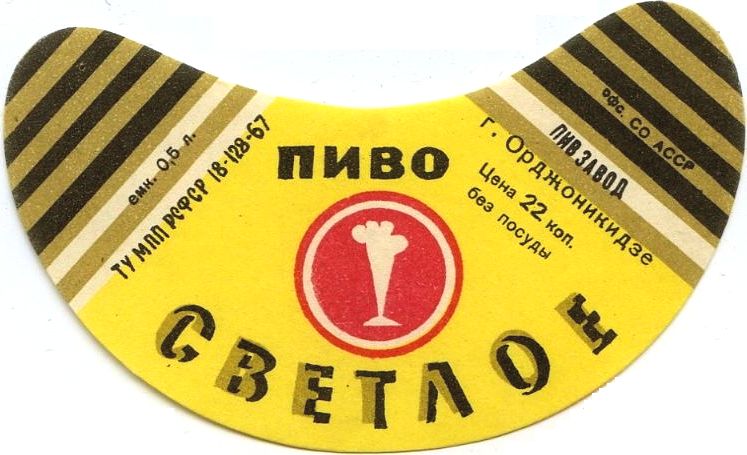 емк. 0,5 л.
ТУ МПП РСФСР 18-128-67
ПИВО
СВЕТЛОЕ
офс. СО АССР
ПИВЗАВОД
г. Орджоникидзе
Цена 22 коп.
без посуды